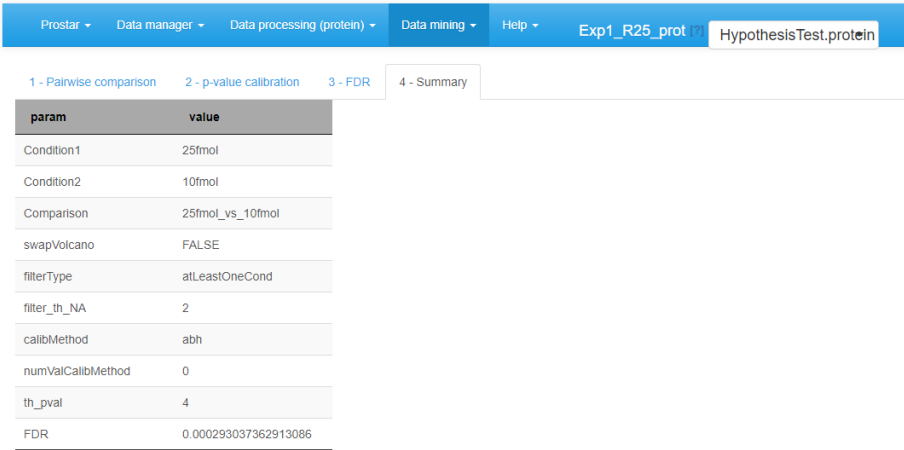 Prostar Data manager Data processing (protein) Data mining Help Exp1_R25_prot [?] HypothesisTest.protein
1 - Pairwise comparison 2 - p-value calibration 3 - FDR 4 - Summary
param value
Condition1 25fmol
Condition2 10fmol
Comparison 25fmol_vs_10fmol
swapVolcano FALSE
filterType atLeastOneCond
filter_th_NA 2
calibMethod abh
numValCalibMethod 0
th_pval 4
FDR 0.000293037362913086